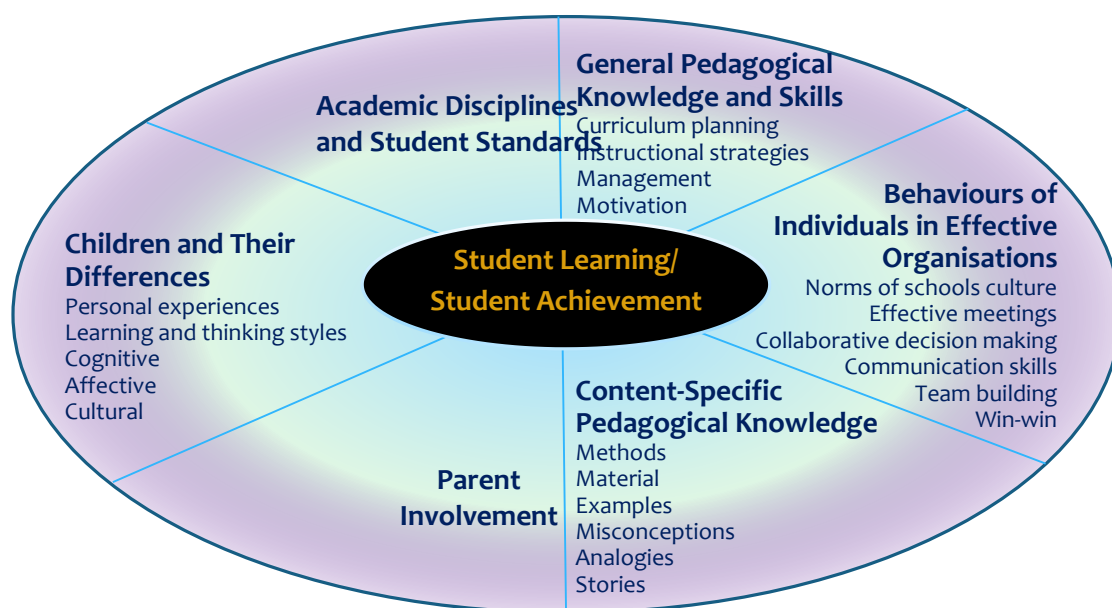 Academic Disciplines
and Student Standards
General Pedagogical
Knowledge and Skills
Curriculum planning
Instructional strategies
Management
Motivation
Behaviours of
Individuals in Effective
Organisations
Norms of schools culture
Effective meetings
Collaborative decision making
Communication skills
Team building
Win-win
Children and Their
Differences
Personal experiences
Learning and thinking styles
Cognitive
Affective
Cultural
Student Learning/
Student Achievement
Parent
Involvement
Content-Specific
Pedagogical Knowledge
Methods
Material
Examples
Misconceptions
Analogies
Stories